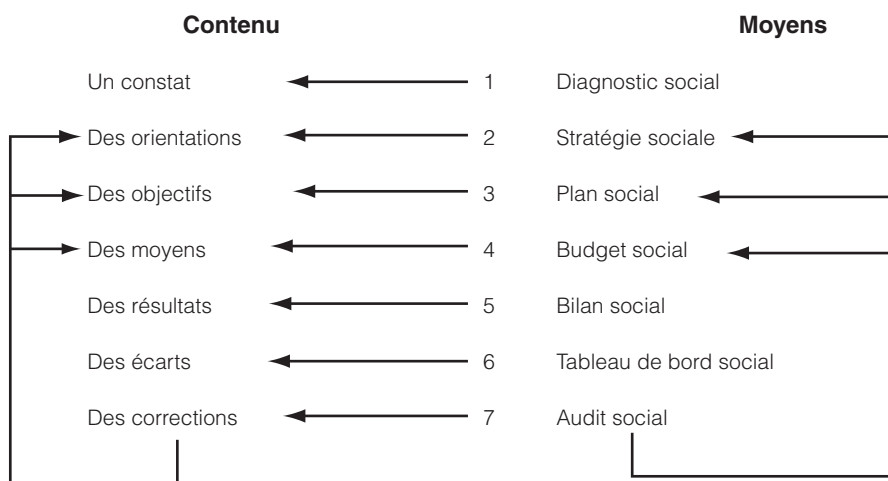 Contenu Moyens
Un constat 1 Diagnostic social
Des orientations 2 Stratégie sociale
Des objectifs 3 Plan social
Des moyens 4 Budget social
Des résultats 5 Bilan social
Des écarts 6 Tableau de bord social
Des corrections 7 Audit social